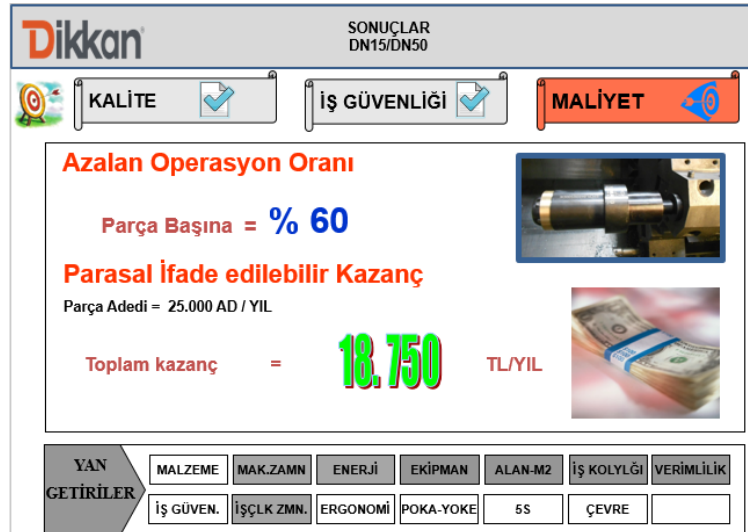 Dikkan
SONUÇLAR
DN15/DN50
KALİTE
İŞ GÜVENLİĞİ
MALİYET
Azalan Operasyon Oranı
Parça Başına = % 60
Parasal İfade edilebilir Kazanç
Parça Adedi = 25.000 AD / YIL
Toplam kazanç = 18.750 TL/YIL
YAN GETİRİLER
MALZEME MAK.ZAMN ENERJİ EKİPMAN ALAN-M2 İŞ KOLYLĞI VERİMLİLİK
İŞ GÜVEN. İŞÇLK ZMN. ERGONOMİ POKA-YOKE 5S ÇEVRE